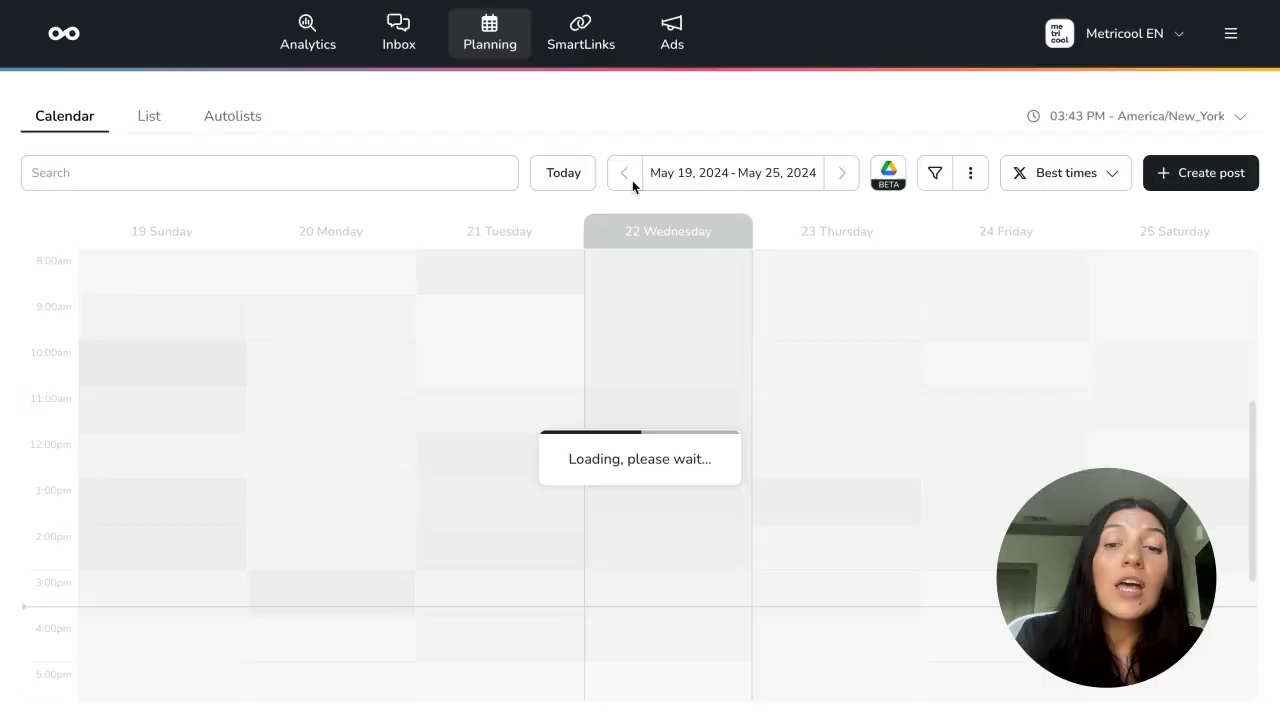 Analytics
Inbox
Planning
SmartLinks
Ads
me
tri
cool
Metricool EN
Calendar
List
Autolists
03:43 PM - America/New_York
Search
Today
May 19, 2024 - May 25, 2024
BETA
Best times
Create post
19 Sunday
20 Monday
21 Tuesday
22 Wednesday
23 Thursday
24 Friday
25 Saturday
8:00am
9:00am
10:00am
11:00am
12:00pm
1:00pm
2:00pm
3:00pm
4:00pm
5:00pm
Loading, please wait...